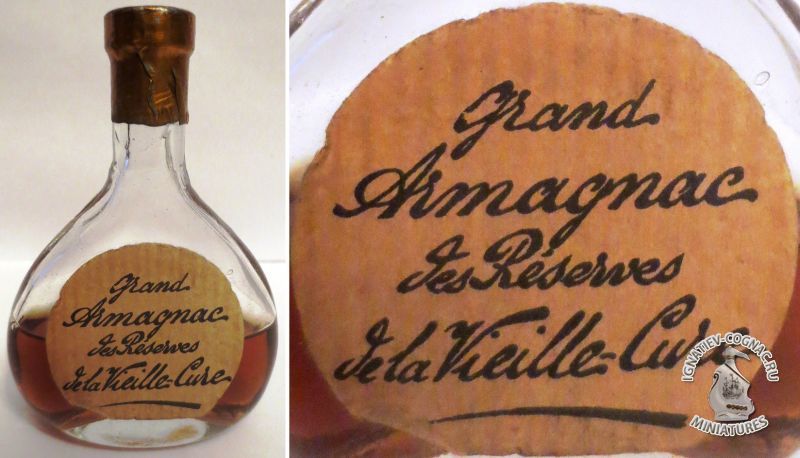 Grand
Armagnac
des Réserves
de la Vieille-Cure
Grand
Armagnac
des Réserves
de la Vieille-Cure
IGNATIEV-COGNAC.RU
MINIATURES